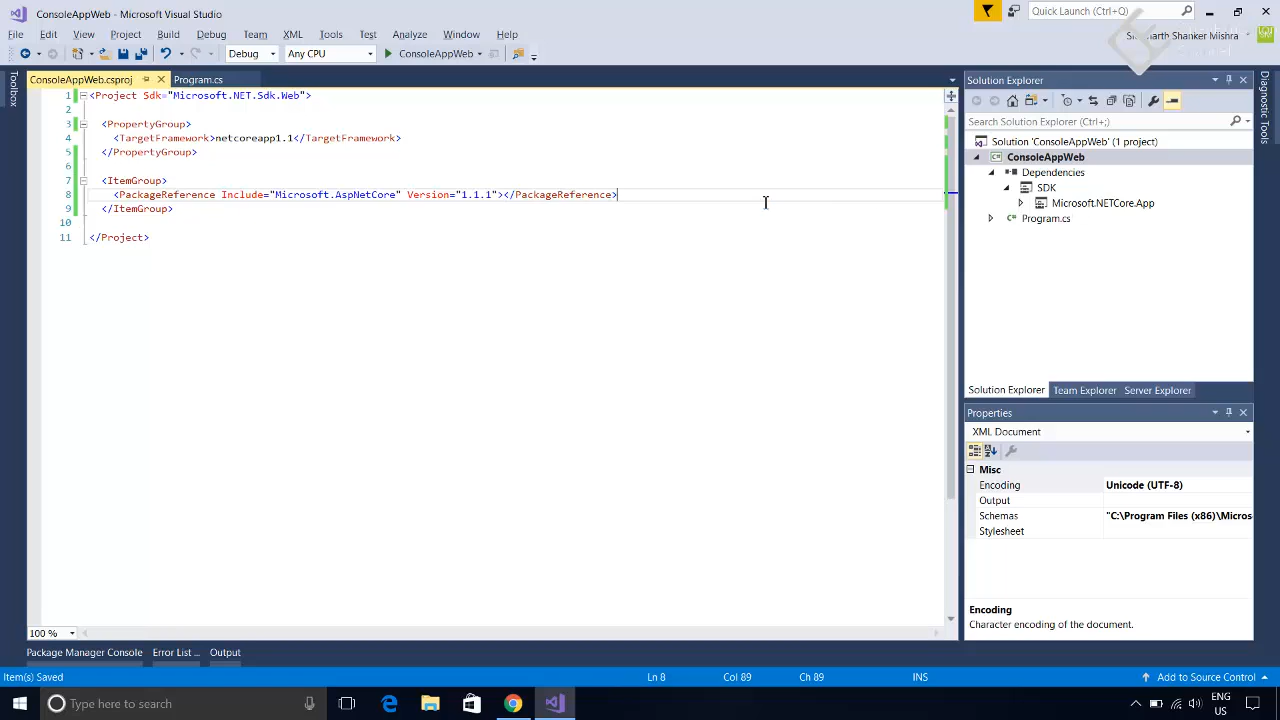 ConsoleAppWeb - Microsoft Visual Studio
Quick Launch (Ctrl+Q)
File Edit View Project Build Debug Team XML Tools Test Analyze Window Help
Siddharth Shanker Mishra
Debug Any CPU ConsoleAppWeb
Toolbox
ConsoleAppWeb.csproj Program.cs
1 <Project Sdk="Microsoft.NET.Sdk.Web">
2
3 <PropertyGroup>
4 <TargetFramework>netcoreapp1.1</TargetFramework>
5 </PropertyGroup>
6
7 <ItemGroup>
8 <PackageReference Include="Microsoft.AspNetCore" Version="1.1.1"></PackageReference>
9 </ItemGroup>
10
11 </Project>
100 %
Solution Explorer
Search Solution Explorer (Ctrl+;)
Solution 'ConsoleAppWeb' (1 project)
ConsoleAppWeb
Dependencies
SDK
Microsoft.NETCore.App
C# Program.cs
Solution Explorer Team Explorer Server Explorer
Diagnostic Tools
Properties
XML Document
Misc
Encoding Unicode (UTF-8)
Output
Schemas "C:\Program Files (x86)\Micros
Stylesheet
Encoding
Character encoding of the document.
Package Manager Console Error List ... Output
Item(s) Saved Ln 8 Col 89 Ch 89 INS Add to Source Control
Type here to search
ENG
US